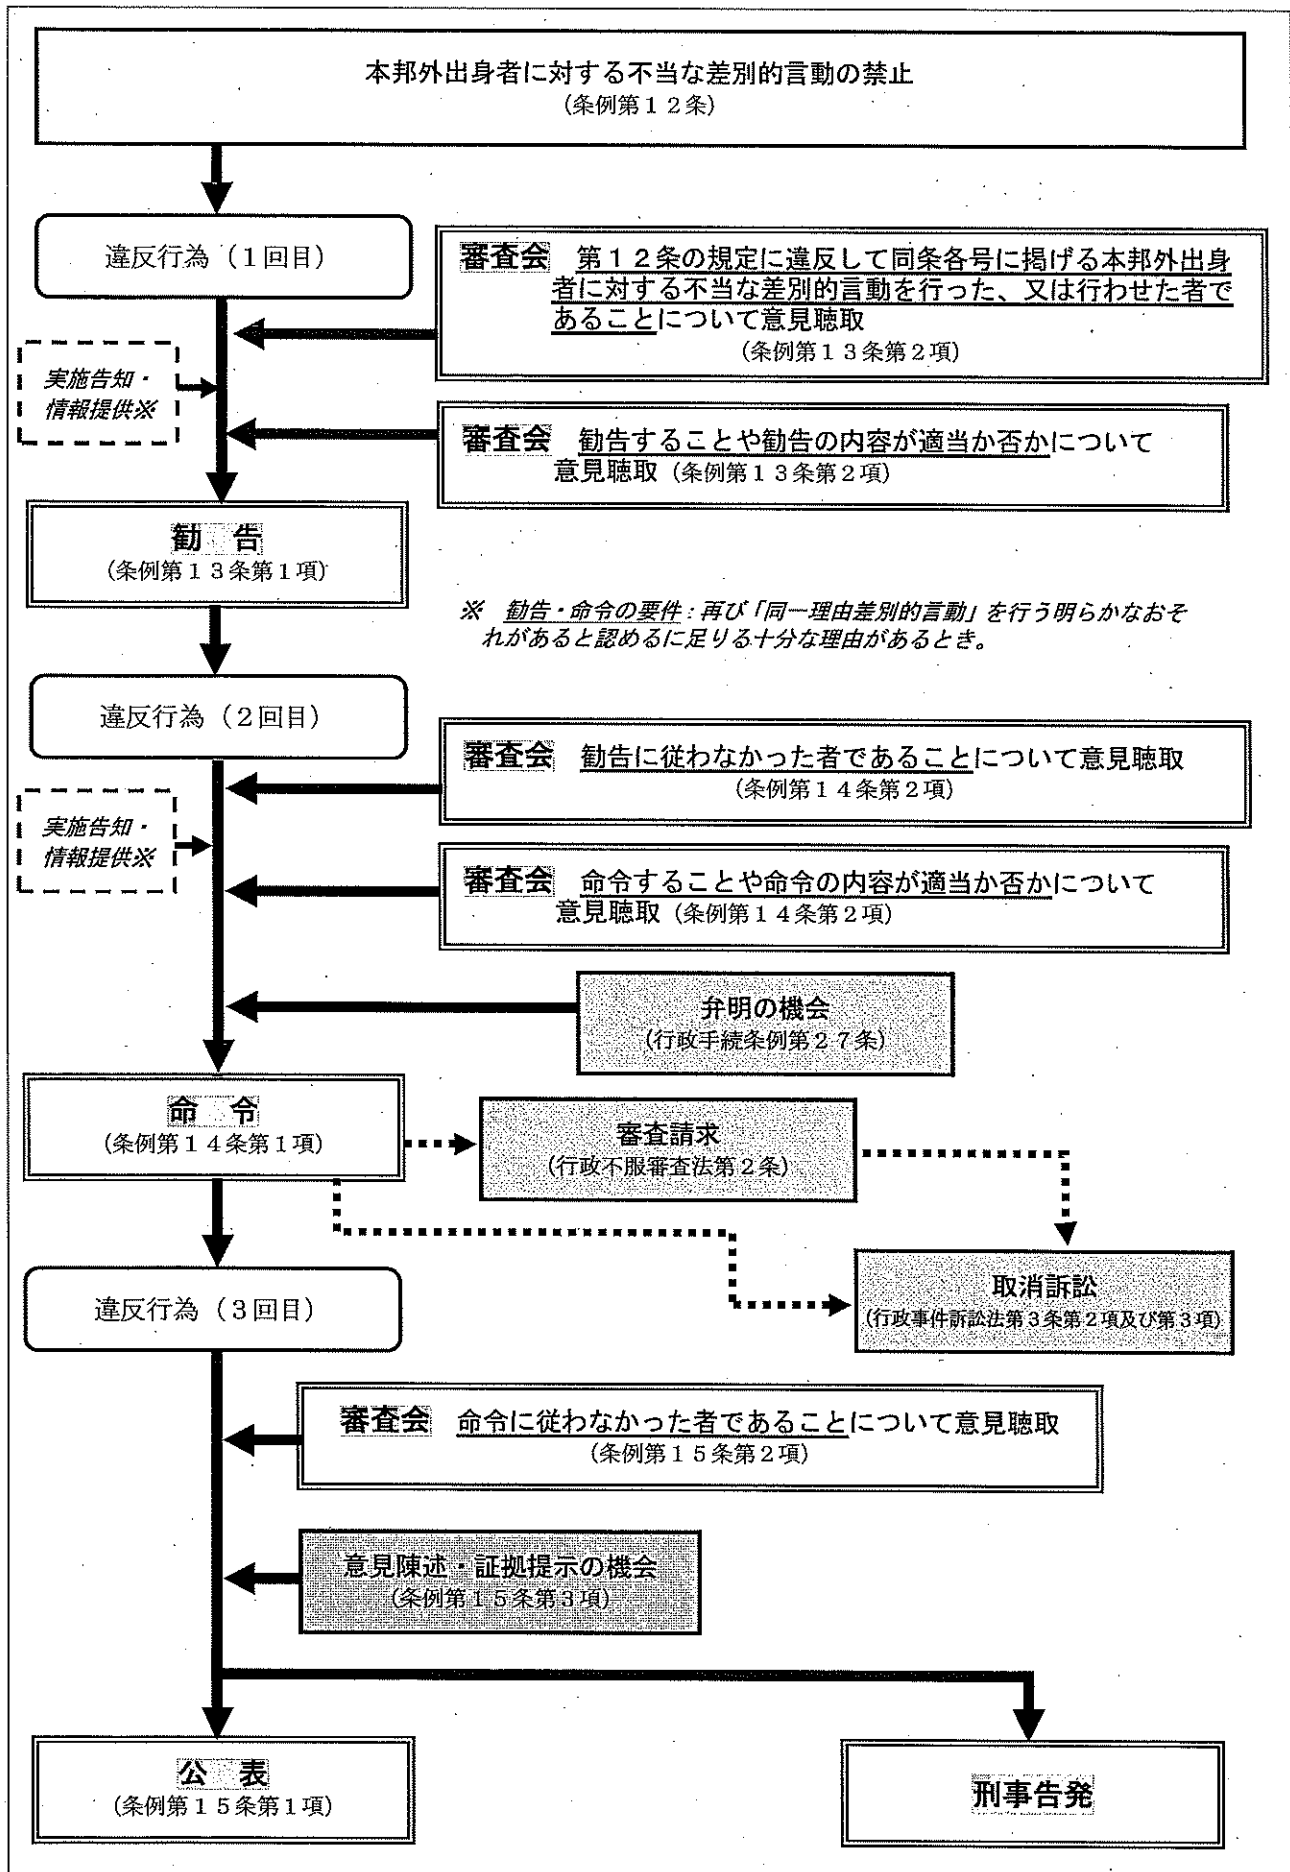 本邦外出身者に対する不当な差別的言動の禁止
(条例第１２条)
違反行為（１回目）
審査会　第１２条の規定に違反して同条各号に掲げる本邦外出身
者に対する不当な差別的言動を行った、又は行わせた者で
あることについて意見聴取
(条例第１３条第２項)
実施告知・
情報提供※
審査会　勧告することや勧告の内容が適当か否かについて
意見聴取（条例第１３条第２項）
勧　告
(条例第１３条第１項)
※　勧告・命令の要件：再び「同一理由差別的言動」を行う明らかなおそ
れがあると認めるに足りる十分な理由があるとき。
違反行為（２回目）
審査会　勧告に従わなかった者であることについて意見聴取
(条例第１４条第２項)
実施告知・
情報提供※
審査会　命令することや命令の内容が適当か否かについて
意見聴取（条例第１４条第２項）
弁明の機会
(行政手続条例第２７条)
命　令
(条例第１４条第１項)
審査請求
(行政不服審査法第２条)
取消訴訟
(行政事件訴訟法第３条第２項及び第３項)
違反行為（３回目）
審査会　命令に従わなかった者であることについて意見聴取
(条例第１５条第２項)
意見陳述・証拠提示の機会
(条例第１５条第３項)
公　表
(条例第１５条第１項)
刑事告発